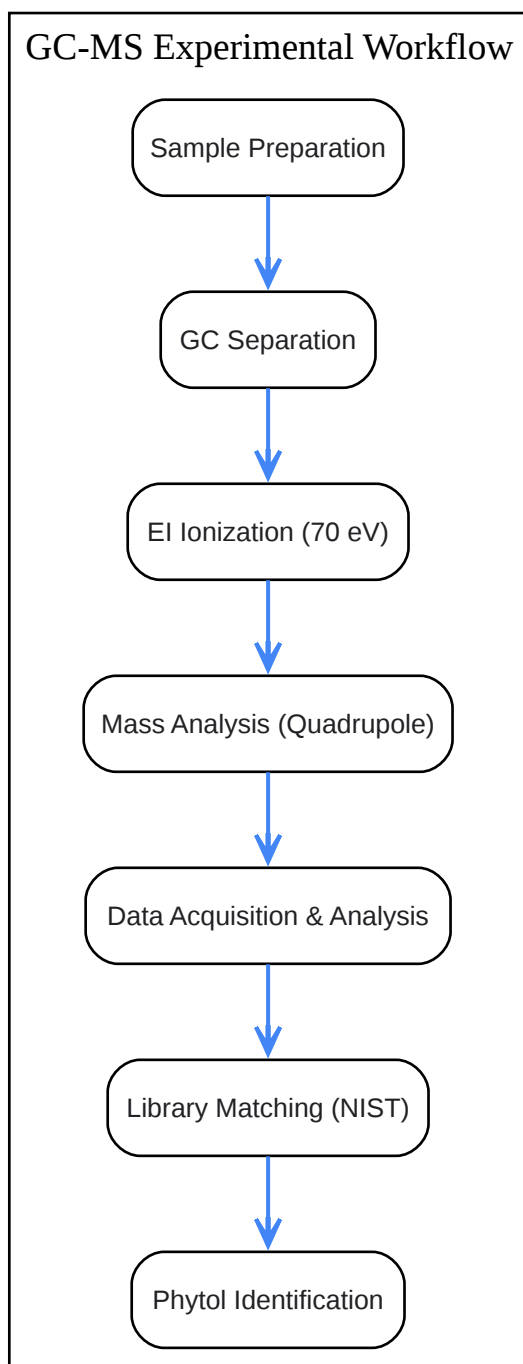 GC-MS Experimental Workflow
Sample Preparation
GC Separation
EI Ionization (70 eV)
Mass Analysis (Quadrupole)
Data Acquisition & Analysis
Library Matching (NIST)
Phytol Identification